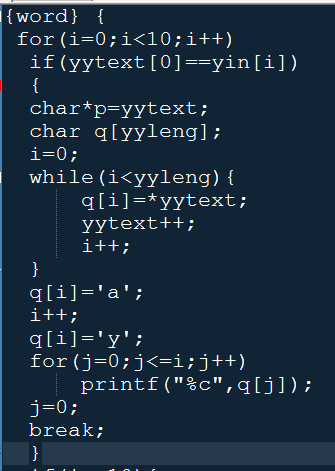 {word} {
for(i=0;i<10;i++)
if(yytext[0]==yin[i])
{
char*p=yytext;
char q[yyleng];
i=0;
while(i<yyleng){
q[i]=*yytext;
yytext++;
i++;
}
q[i]='a';
i++;
q[i]='y';
for(j=0;j<=i;j++)
printf("%c",q[j]);
j=0;
break;
}